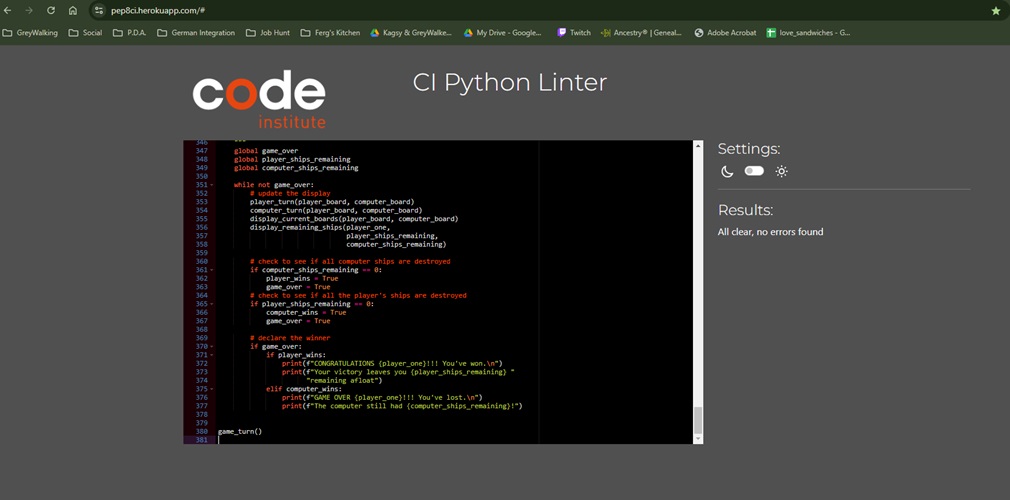 pep8ci.herokuapp.com/#
GreyWalking Social P.D.A. German Integration Job Hunt Ferg's Kitchen Kagsy & GreyWalke... My Drive - Google... Twitch Ancestry® | Geneal... Adobe Acrobat love_sandwiches - G...
code
institute
CI Python Linter
346 """
347 global game_over
348 global player_ships_remaining
349 global computer_ships_remaining
350
351 while not game_over:
352 # update the display
353 player_turn(player_board, computer_board)
354 computer_turn(player_board, computer_board)
355 display_current_boards(player_board, computer_board)
356 display_remaining_ships(player_one,
357 player_ships_remaining,
358 computer_ships_remaining)
359
360 # check to see if all computer ships are destroyed
361 if computer_ships_remaining == 0:
362 player_wins = True
363 game_over = True
364 # check to see if all the player's ships are destroyed
365 if player_ships_remaining == 0:
366 computer_wins = True
367 game_over = True
368
369 # declare the winner
370 if game_over:
371 if player_wins:
372 print(f"CONGRATULATIONS {player_one}!!! You've won.\n")
373 print(f"Your victory leaves you {player_ships_remaining} "
374 "remaining afloat")
375 elif computer_wins:
376 print(f"GAME OVER {player_one}!!! You've lost.\n")
377 print(f"The computer still had {computer_ships_remaining}!")
378
379
380 game_turn()
381
Settings:
Results:
All clear, no errors found